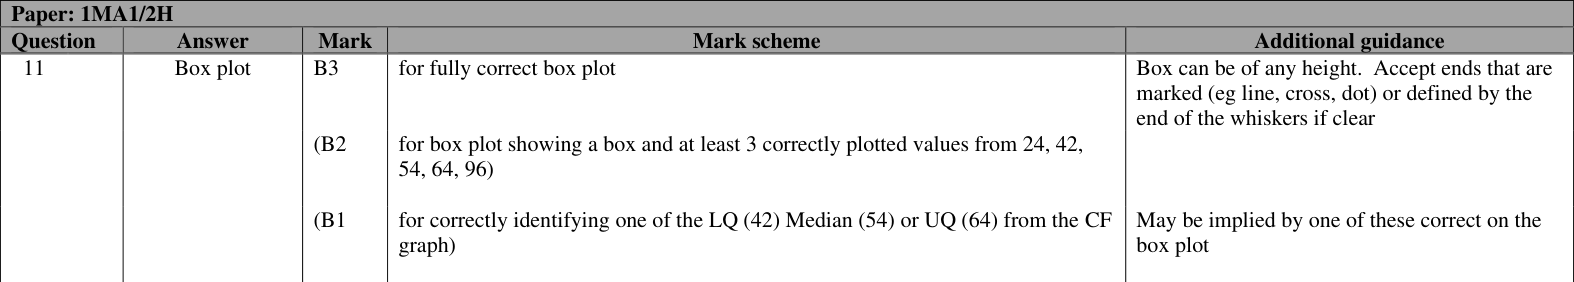 Paper: 1MA1/2H
Question Answer Mark Mark scheme Additional guidance
11 Box plot B3 for fully correct box plot Box can be of any height.  Accept ends that are
marked (eg line, cross, dot) or defined by the
end of the whiskers if clear
(B2 for box plot showing a box and at least 3 correctly plotted values from 24, 42,
54, 64, 96)
(B1 for correctly identifying one of the LQ (42) Median (54) or UQ (64) from the CF May be implied by one of these correct on the
graph) box plot